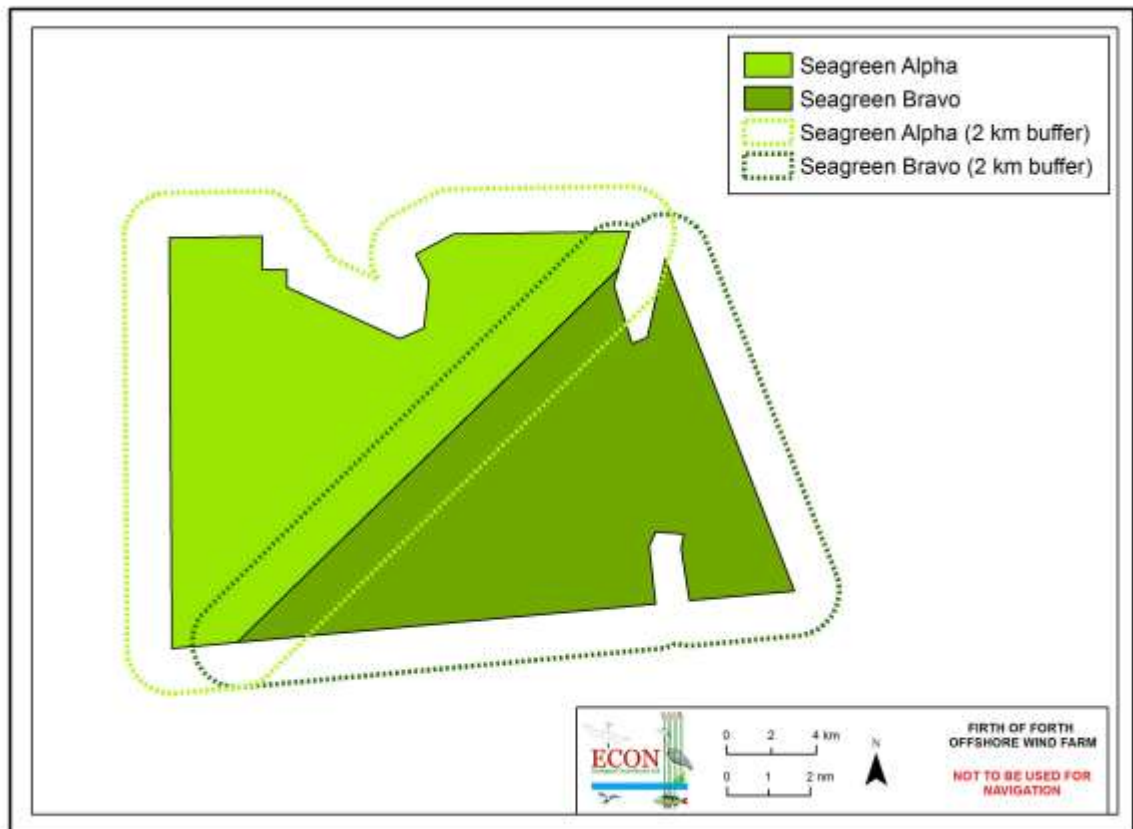 Seagreen Alpha
Seagreen Bravo
Seagreen Alpha (2 km buffer)
Seagreen Bravo (2 km buffer)
ECON
0 2 4 km
0 1 2 nm
N
FIRTH OF FORTH
OFFSHORE WIND FARM
NOT TO BE USED FOR
NAVIGATION